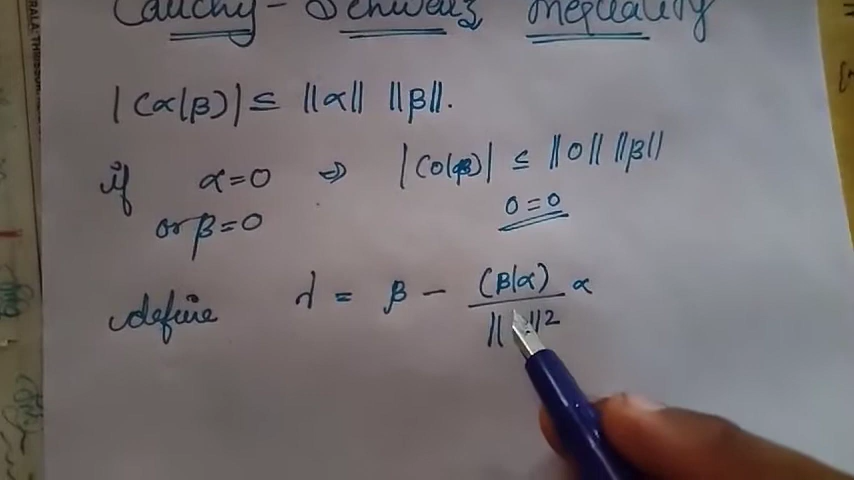 Cauchy - Schwarz Inequality
|(α|β)| ≤ ||α|| ||β||.
if α=0 ⇒ |(0|β)| ≤ ||0|| ||β||
or β=0 0=0
define = β - (β|α) α
|| ||2